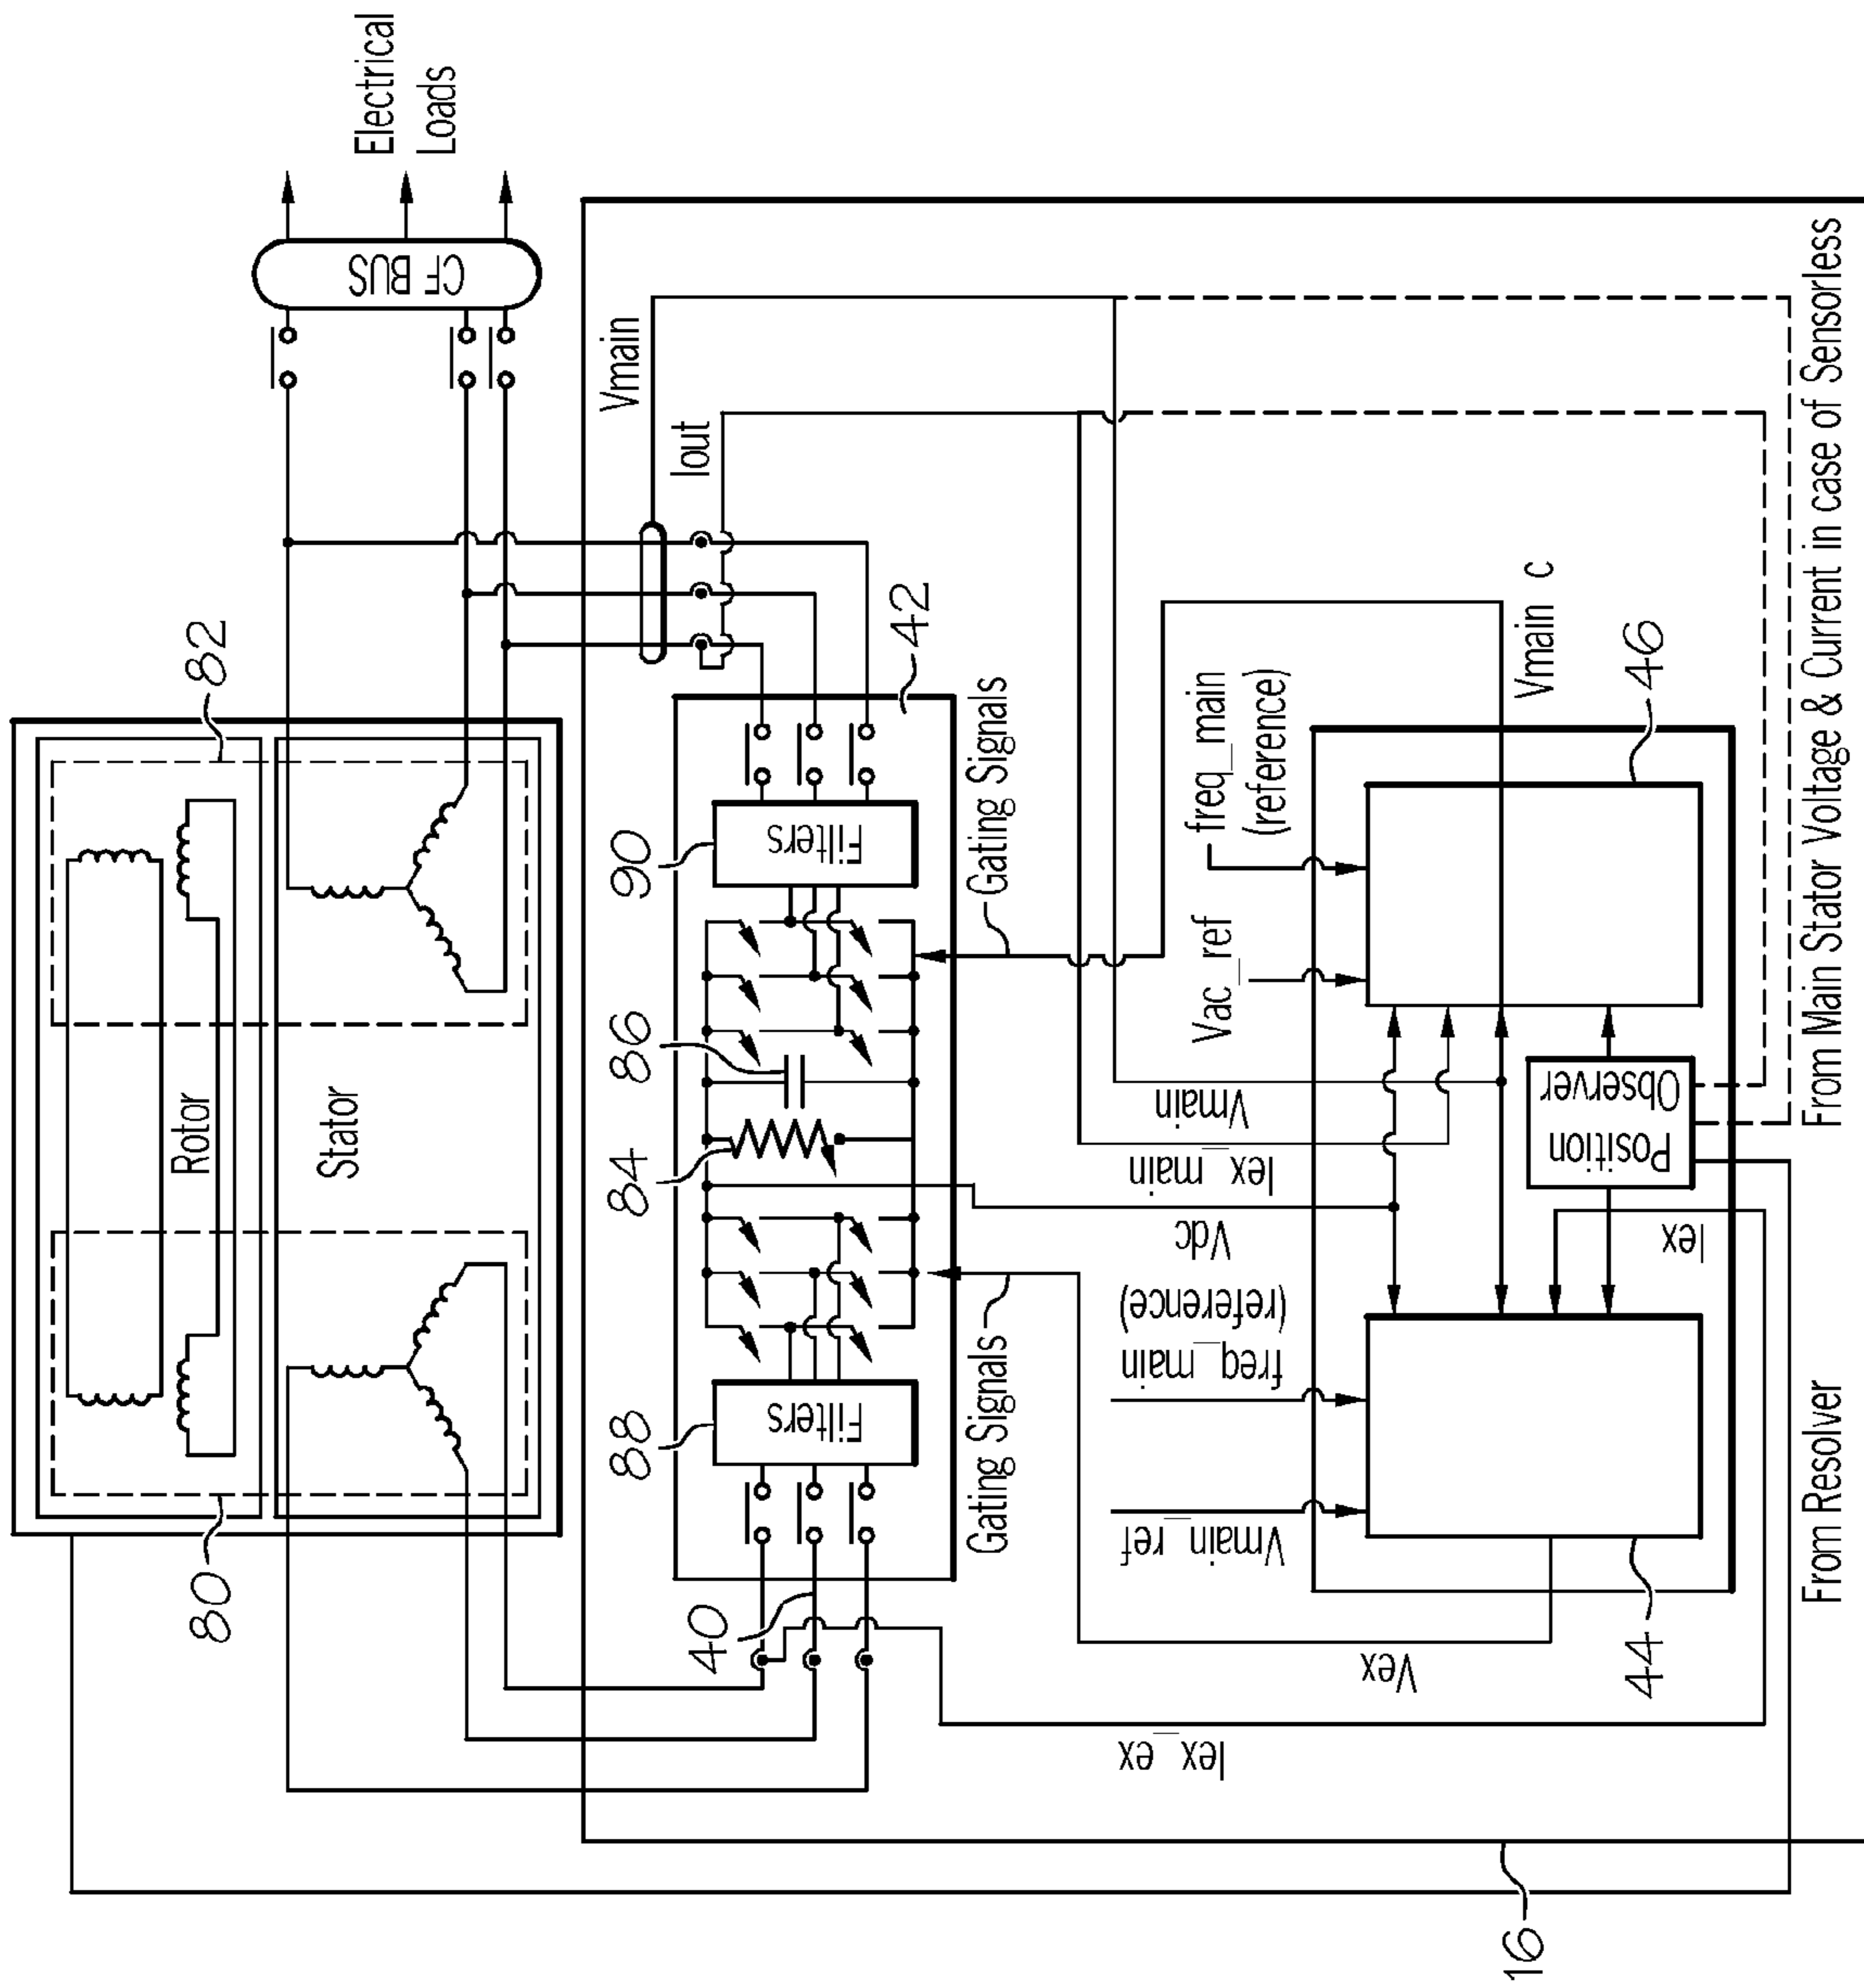 Electrical
Loads
CF BUS
82
Rotor
Stator
80
Vmain
Iout
42
90
Filters
86
84
88
Filters
40
Gating Signals
Gating Signals
freq_main
(reference)
Vac_ref
Vmain
Iex_main
Vdc
freq_main
(reference)
Vmain_ref
Vex
Iex_ex
Vmain c
46
Position
Observer
Iex
44
From Main Stator Voltage & Current in case of Sensorless
From Resolver
16